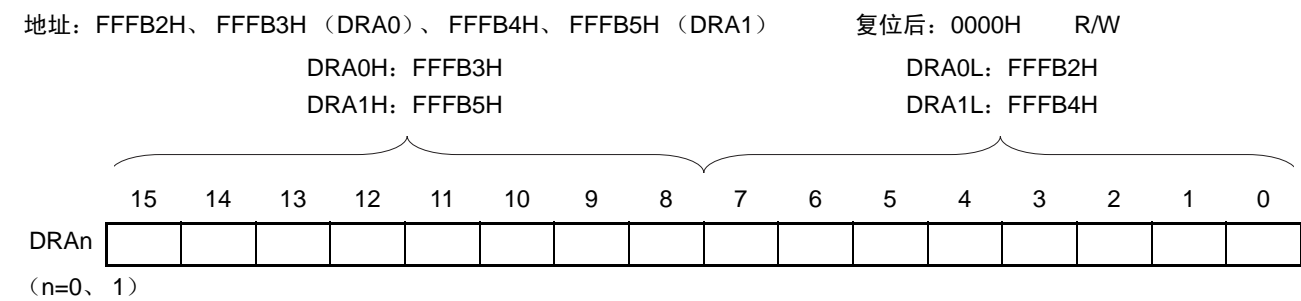 地址：FFFB2H、 FFFB3H （DRA0）、 FFFB4H、 FFFB5H （DRA1） 复位后：0000H R/W
DRA0H：FFFB3H DRA0L：FFFB2H
DRA1H：FFFB5H DRA1L：FFFB4H
15 14 13 12 11 10 9 8 7 6 5 4 3 2 1 0
DRAn
（n=0、 1）